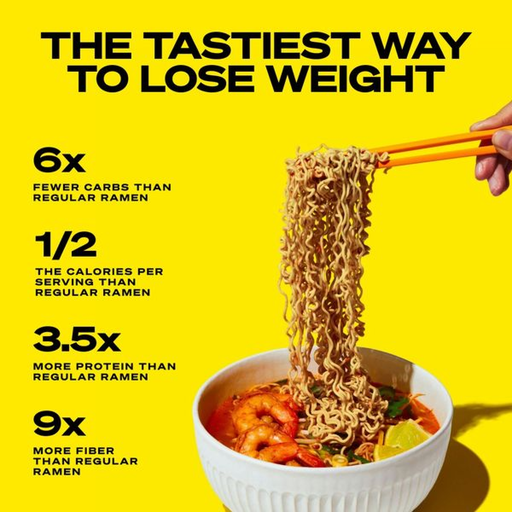 THE TASTIEST WAY
TO LOSE WEIGHT
6x
FEWER CARBS THAN
REGULAR RAMEN
1/2
THE CALORIES PER
SERVING THAN
REGULAR RAMEN
3.5x
MORE PROTEIN THAN
REGULAR RAMEN
9x
MORE FIBER
THAN REGULAR
RAMEN